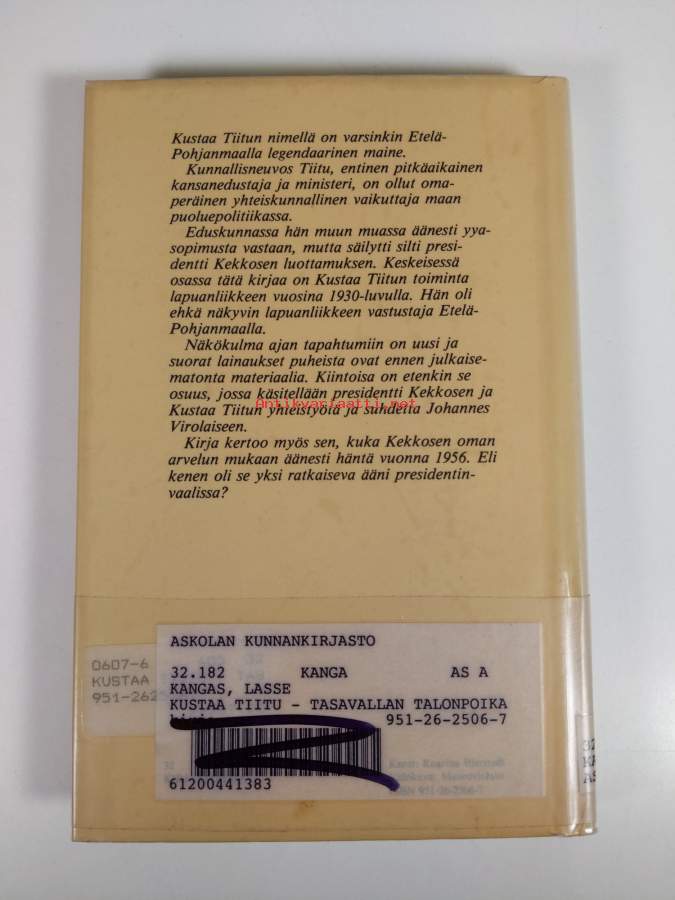 Kustaa Tiitun nimellä on varsinkin Etelä-
Pohjanmaalla legendaarinen maine.
Kunnallisneuvos Tiitu, entinen pitkäaikainen
kansanedustaja ja ministeri, on ollut oma-
peräinen yhteiskunnallinen vaikuttaja maan
puoluepolitiikassa.
Eduskunnassa hän muun muassa äänesti yya-
sopimusta vastaan, mutta säilytti silti presi-
dentti Kekkosen luottamuksen. Keskeisessä
osassa tätä kirjaa on Kustaa Tiitun toiminta
lapuanliikkeen vuosina 1930-luvulla. Hän oli
ehkä näkyvin lapuanliikkeen vastustaja Etelä-
Pohjanmaalla.
Näkökulma ajan tapahtumiin on uusi ja
suorat lainaukset puheista ovat ennen julkaise-
matonta materiaalia. Kiintoisa on etenkin se
osuus, jossa käsitellään presidentti Kekkosen ja
Antikvariaatti.net
Kustaa Tiitun yhteistyötä ja suhdetta Johannes
Virolaiseen.
Kirja kertoo myös sen, kuka Kekkosen oman
arvelun mukaan äänesti häntä vuonna 1956. Eli
kenen oli se yksi ratkaiseva ääni presidentin-
vaalissa?
0607-6
KUSTAA
951-262
ASKOLAN KUNNANKIRJASTO
32.182 KANGA AS A
KANGAS, LASSE
KUSTAA TIITU - TASAVALLAN TALONPOIKA
951-26-2506-7
61200441383